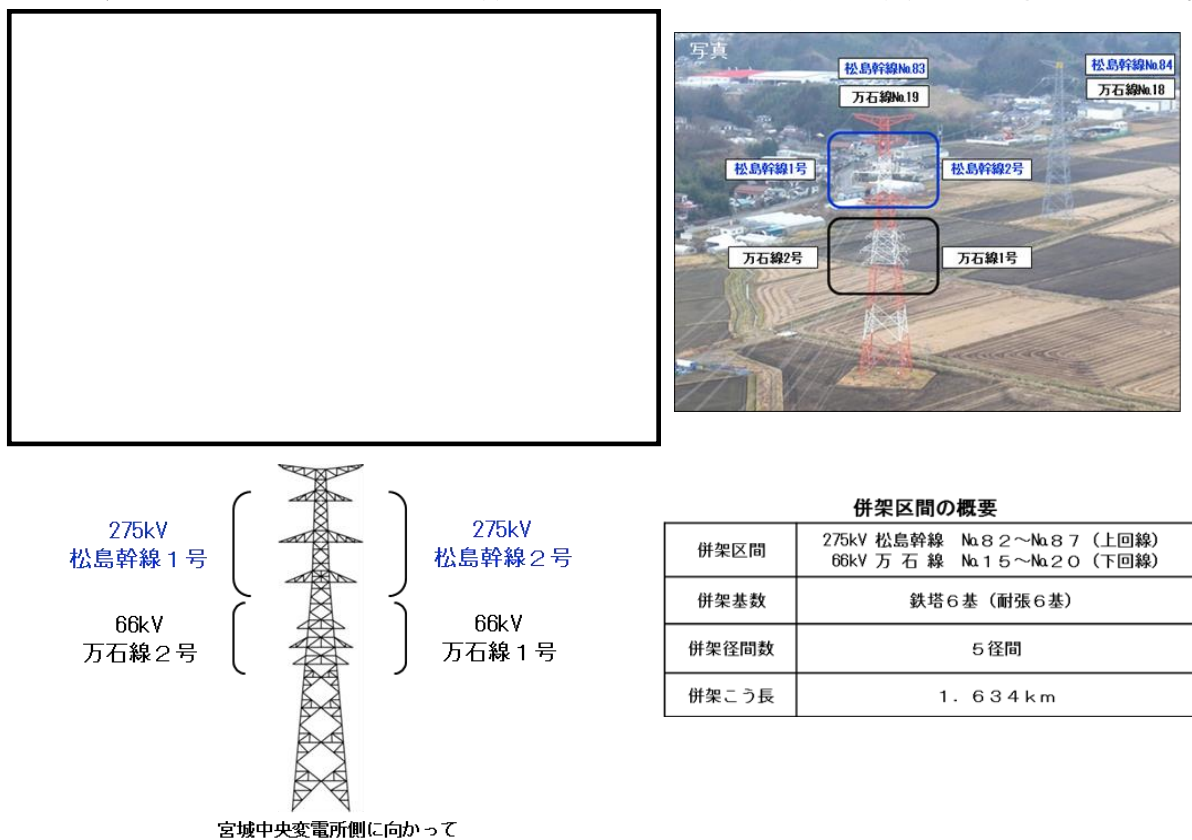 写真
松島幹線No.83
万石線No.19
松島幹線No.84
万石線No.18
松島幹線1号
松島幹線2号
万石線2号
万石線1号
275kV
松島幹線１号
275kV
松島幹線２号
66kV
万石線２号
66kV
万石線１号
宮城中央変電所側に向かって
併架区間の概要
併架区間
275kV 松島幹線 No.８２～No.８７（上回線）
66kV 万 石 線 No.１５～No.２０（下回線）
併架基数
鉄塔６基（耐張６基）
併架径間数
５径間
併架こう長
１．６３４ｋｍ